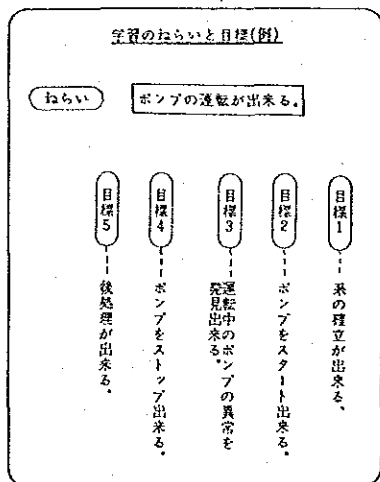 学習のねらいと目標(例)
ねらい
ポンプの運転が出来る。
目標1
系の確立が出来る、
目標2
ポンプをスタート出来る。
目標3
運転中のポンプの異常を
発見出来る。
目標4
ポンプをストップ出来る。
目標5
後処理が出来る。